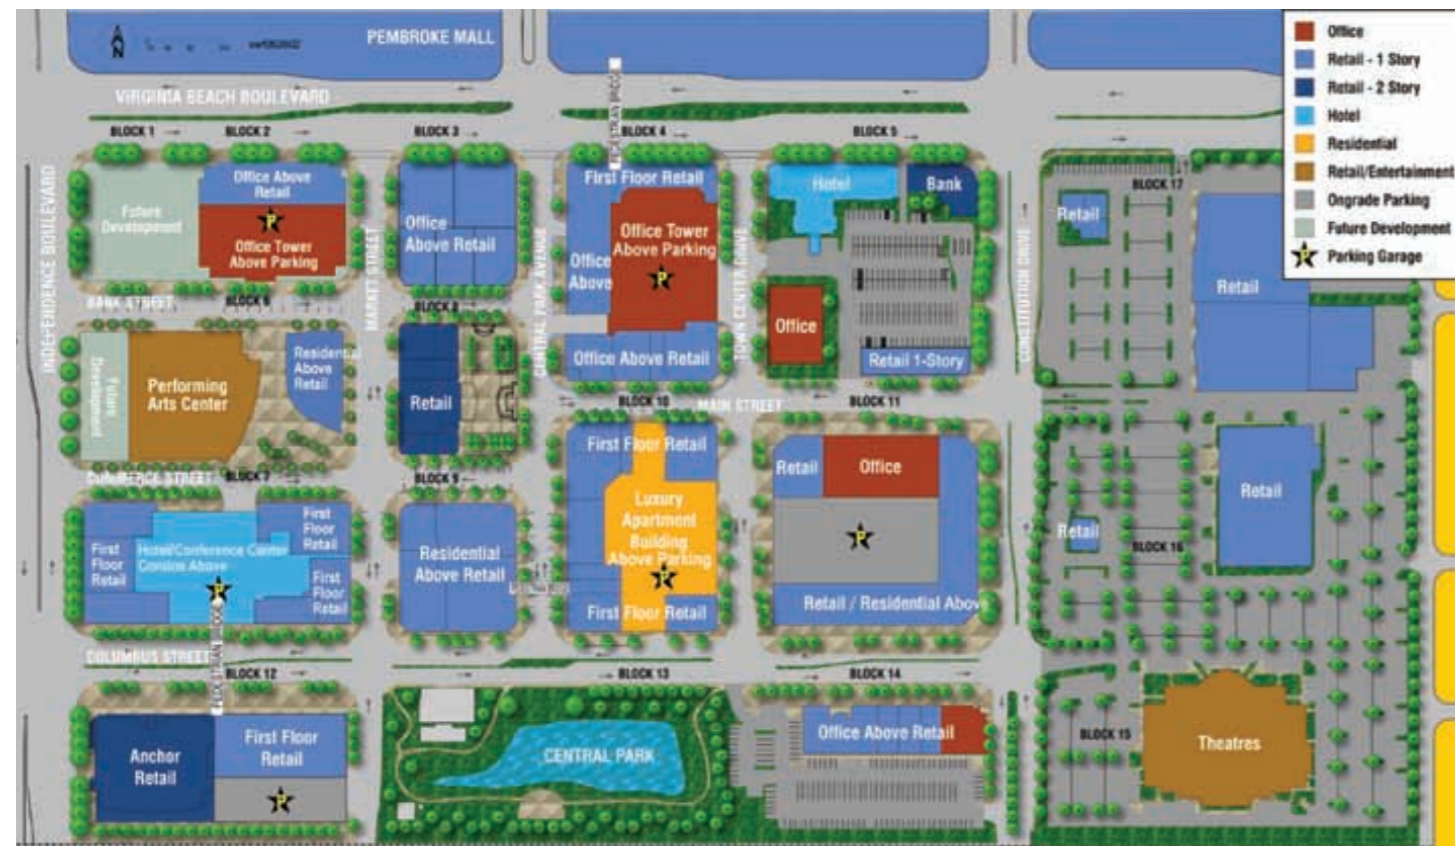 PEMBROKE MALL
N
VIRGINIA BEACH BOULEVARD
Office
Retail - 1 Story
Retail - 2 Story
Hotel
Residential
Retail/Entertainment
Ongrade Parking
Future Development
P
Parking Garage
BLOCK 1
BLOCK 2
BLOCK 3
BLOCK 4
BLOCK 5
BLOCK 17
INDEPENDENCE BOULEVARD
MARKET STREET
CENTRAL PARK AVENUE
TOWN CENTER DRIVE
CONSTITUTION DRIVE
Future
Development
Office Above
Retail
P
Office Tower
Above Parking
Office
Above Retail
First Floor Retail
Office Tower
Above Parking
P
Office
Above
Office Above Retail
Hotel
Bank
Office
Retail 1-Story
Retail
Retail
BANK STREET
BLOCK 6
BLOCK 8
Future
Development
Performing
Arts Center
Residential
Above
Retail
Retail
BLOCK 10
MAIN STREET
BLOCK 11
COMMERCE STREET
BLOCK 7
BLOCK 9
First
Floor
Retail
Hotel/Conference Center
Condos Above
P
First
Floor
Retail
First
Floor
Retail
Residential
Above Retail
First Floor Retail
Luxury
Apartment
Building
Above Parking
P
First Floor Retail
Retail
Office
P
Retail / Residential Above
Retail
Retail
BLOCK 16
COLUMBUS STREET
BLOCK 12
BLOCK 13
BLOCK 14
BLOCK 15
Anchor
Retail
First Floor
Retail
P
CENTRAL PARK
Office Above Retail
Theatres